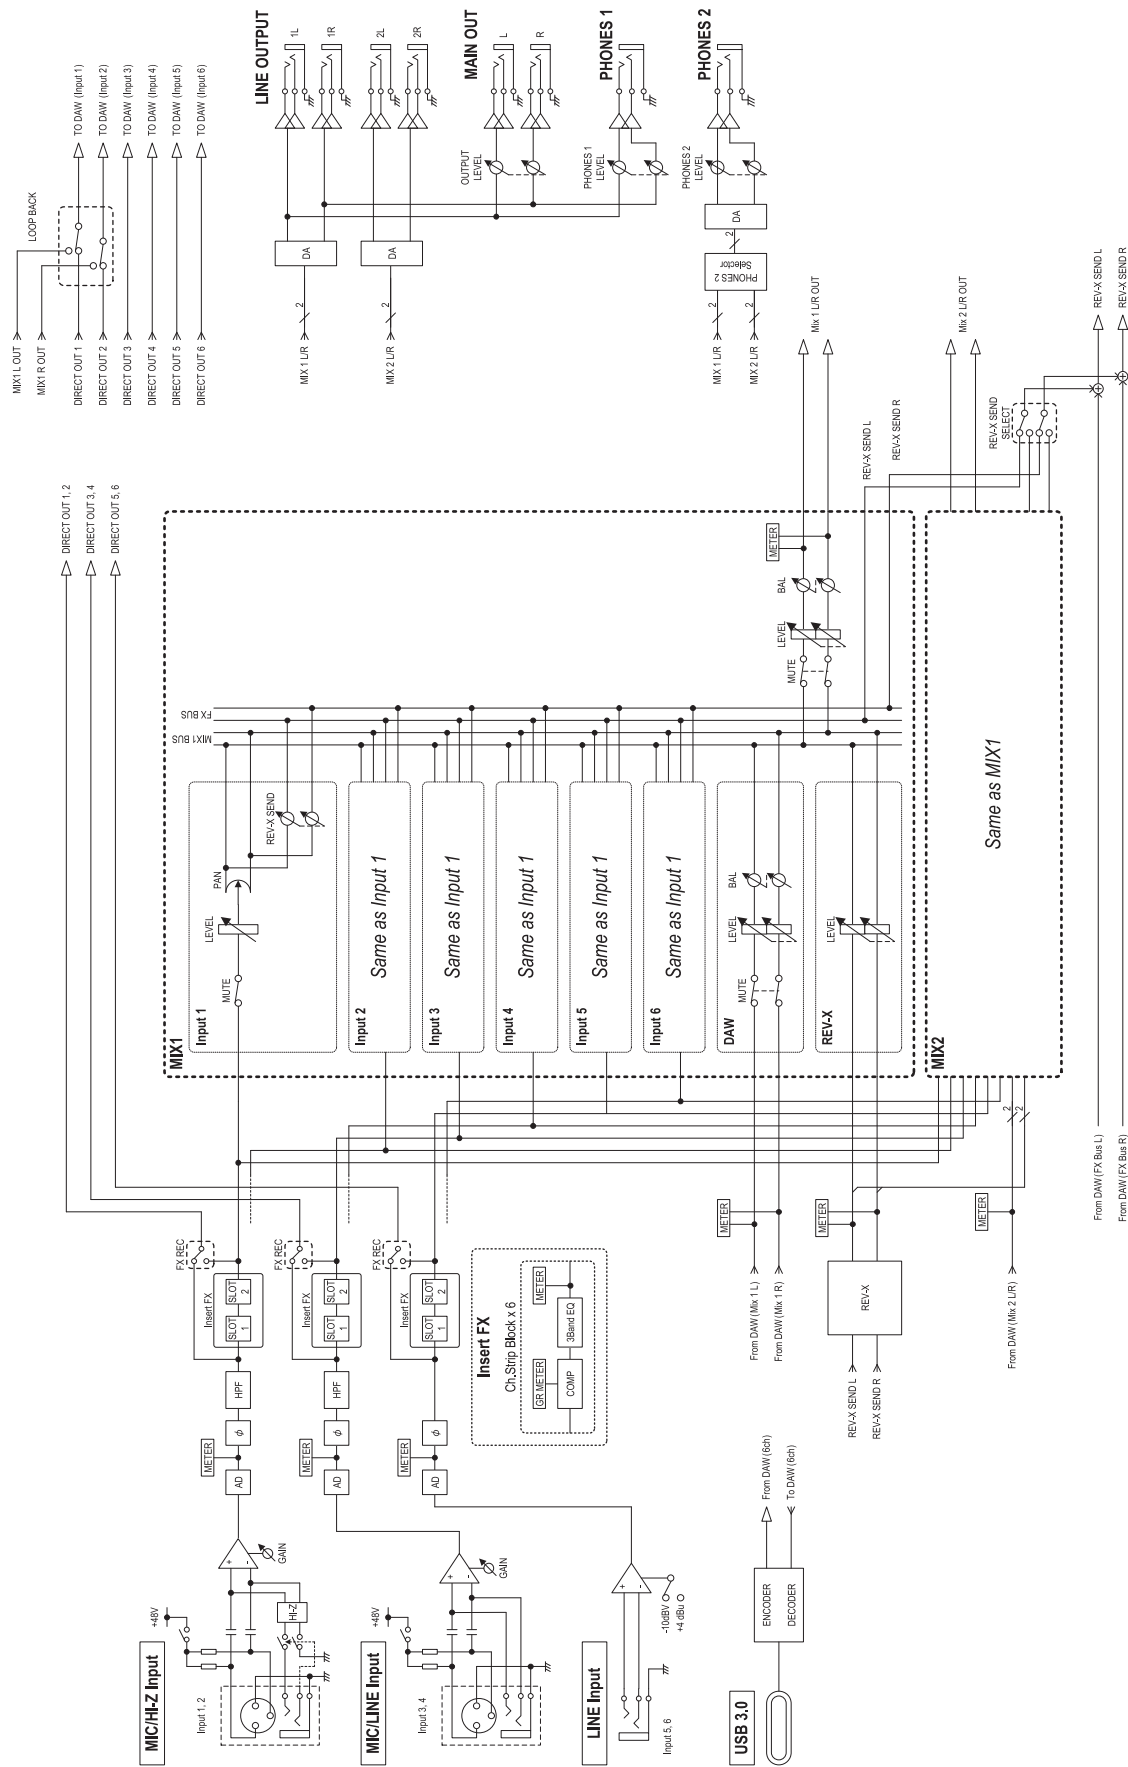 MIC/HI-Z Input
Input 1, 2
+48V
HI-Z
GAIN
AD
METER
ϕ
HPF
Insert FX
SLOT 1
SLOT 2
FX REC
MIC/LINE Input
Input 3, 4
+48V
GAIN
AD
METER
ϕ
HPF
Insert FX
SLOT 1
SLOT 2
FX REC
LINE Input
Input 5, 6
-10dBV
+4 dBu
AD
METER
ϕ
Insert FX
SLOT 1
SLOT 2
FX REC
Insert FX
Ch.Strip Block x 6
GR METER
METER
COMP
3Band EQ
USB 3.0
ENCODER
DECODER
From DAW (6ch)
To DAW (6ch)
From DAW (Mix 1 L)
From DAW (Mix 1 R)
METER
REV-X SEND L
REV-X SEND R
REV-X
METER
From DAW (Mix 2 L/R)
METER
2
2
From DAW (FX Bus L)
From DAW (FX Bus R)
DIRECT OUT 1, 2
DIRECT OUT 3, 4
DIRECT OUT 5, 6
MIX1
Input 1
MUTE
LEVEL
PAN
REV-X SEND
MIX1 BUS
FX BUS
Input 2
Same as Input 1
Input 3
Same as Input 1
Input 4
Same as Input 1
Input 5
Same as Input 1
Input 6
Same as Input 1
DAW
MUTE
LEVEL
BAL
REV-X
LEVEL
MUTE
LEVEL
BAL
METER
MIX2
Same as MIX1
REV-X SEND L
REV-X SEND R
REV-X SEND
SELECT
Mix 1 L/R OUT
Mix 2 L/R OUT
REV-X SEND L
REV-X SEND R
MIX1 L OUT
MIX1 R OUT
DIRECT OUT 1
DIRECT OUT 2
DIRECT OUT 3
DIRECT OUT 4
DIRECT OUT 5
DIRECT OUT 6
LOOP BACK
TO DAW (Input 1)
TO DAW (Input 2)
TO DAW (Input 3)
TO DAW (Input 4)
TO DAW (Input 5)
TO DAW (Input 6)
MIX 1 L/R
2
DA
MIX 2 L/R
2
DA
LINE OUTPUT
1L
1R
2L
2R
OUTPUT
LEVEL
MAIN OUT
L
R
PHONES 1
LEVEL
PHONES 1
MIX 1 L/R
2
MIX 2 L/R
2
PHONES 2
Selector
2
DA
PHONES 2
LEVEL
PHONES 2